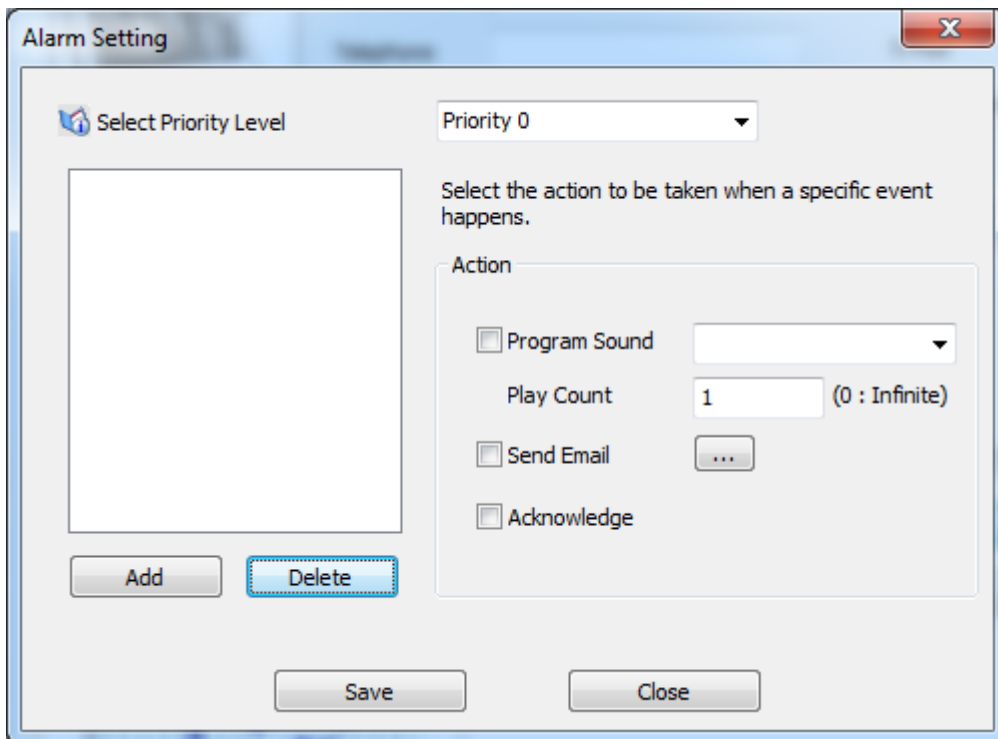 Alarm Setting
Select Priority Level
Priority 0
Select the action to be taken when a specific event
happens.
Action
Program Sound
Play Count 1 (0 : Infinite)
Send Email ...
Acknowledge
Add Delete
Save Close